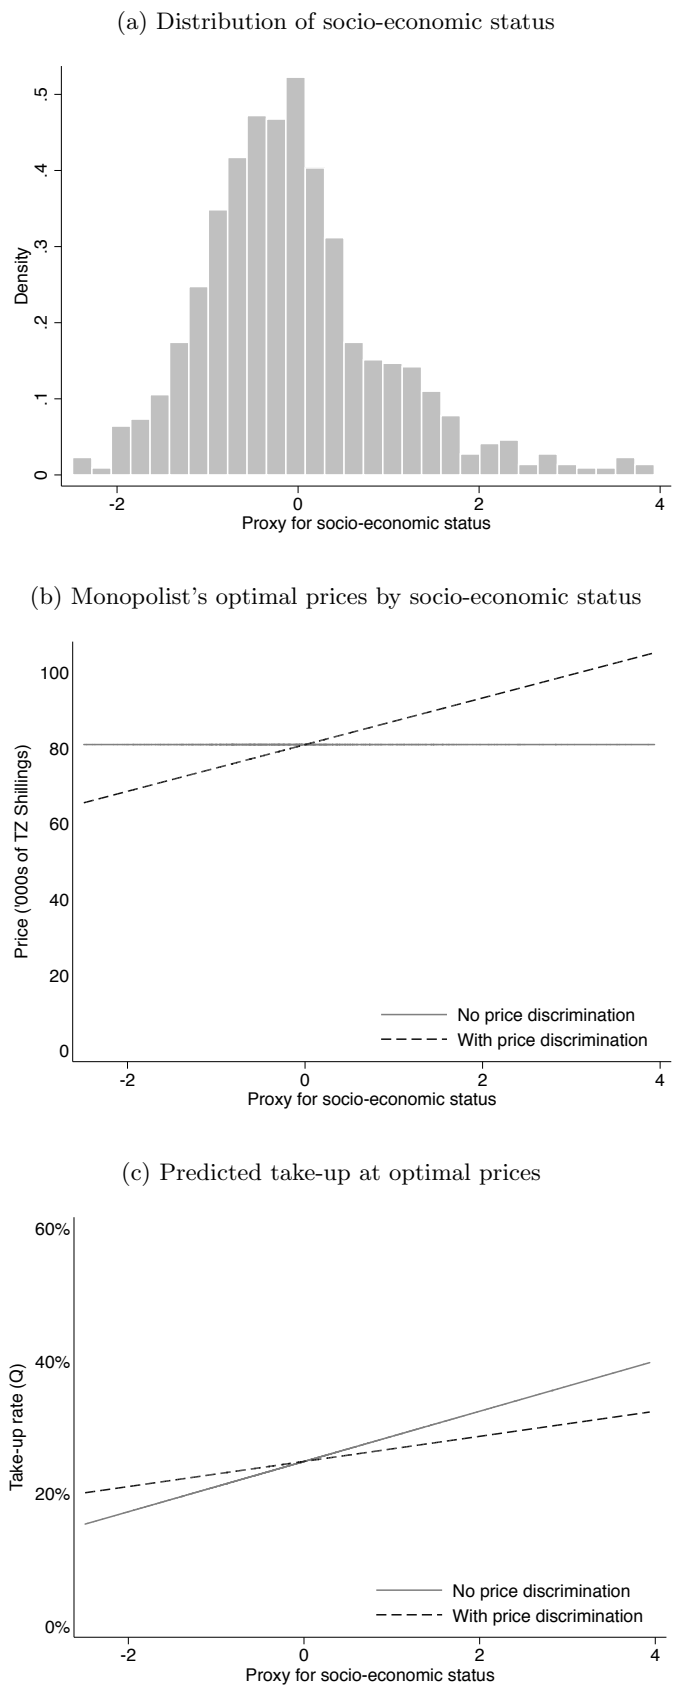 (a) Distribution of socio-economic status
.5
.4
.3
.2
.1
0
Density
-2 0 2 4
Proxy for socio-economic status
(b) Monopolist's optimal prices by socio-economic status
100
80
60
40
20
0
Price ('000s of TZ Shillings)
No price discrimination
With price discrimination
-2 0 2 4
Proxy for socio-economic status
(c) Predicted take-up at optimal prices
60%
40%
20%
0%
Take-up rate (Q)
No price discrimination
With price discrimination
-2 0 2 4
Proxy for socio-economic status